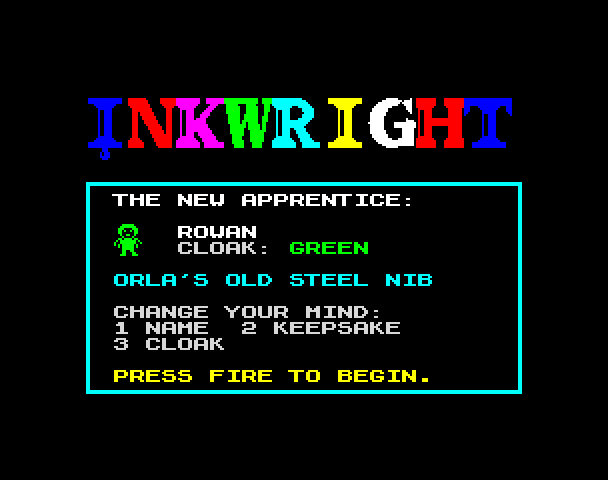 INKWRIGHT
THE NEW APPRENTICE:
ROWAN
CLOAK: GREEN
ORLA'S OLD STEEL NIB
CHANGE YOUR MIND:
1 NAME  2 KEEPSAKE
3 CLOAK
PRESS FIRE TO BEGIN.